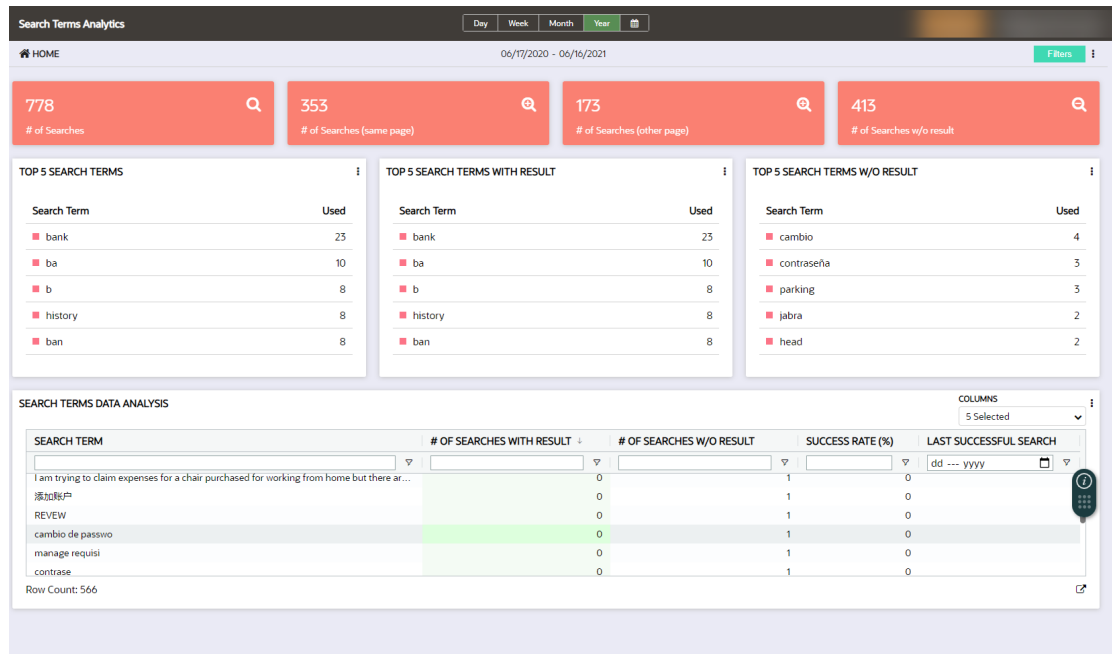 Search Terms Analytics
Day Week Month Year
HOME
06/17/2020 - 06/16/2021
Filters
778
# of Searches
353
# of Searches (same page)
173
# of Searches (other page)
413
# of Searches w/o result
TOP 5 SEARCH TERMS
Search Term Used
bank 23
ba 10
b 8
history 8
ban 8
TOP 5 SEARCH TERMS WITH RESULT
Search Term Used
bank 23
ba 10
b 8
history 8
ban 8
TOP 5 SEARCH TERMS W/O RESULT
Search Term Used
cambio 4
contraseña 3
parking 3
jabra 2
head 2
SEARCH TERMS DATA ANALYSIS
COLUMNS
5 Selected
SEARCH TERM # OF SEARCHES WITH RESULT ↓ # OF SEARCHES W/O RESULT SUCCESS RATE (%) LAST SUCCESSFUL SEARCH
dd --- yyyy
I am trying to claim expenses for a chair purchased for working from home but there ar... 0 1 0
添加账户 0 1 0
REVEW 0 1 0
cambio de passwo 0 1 0
manage requisi 0 1 0
contrase 0 1 0
Row Count: 566